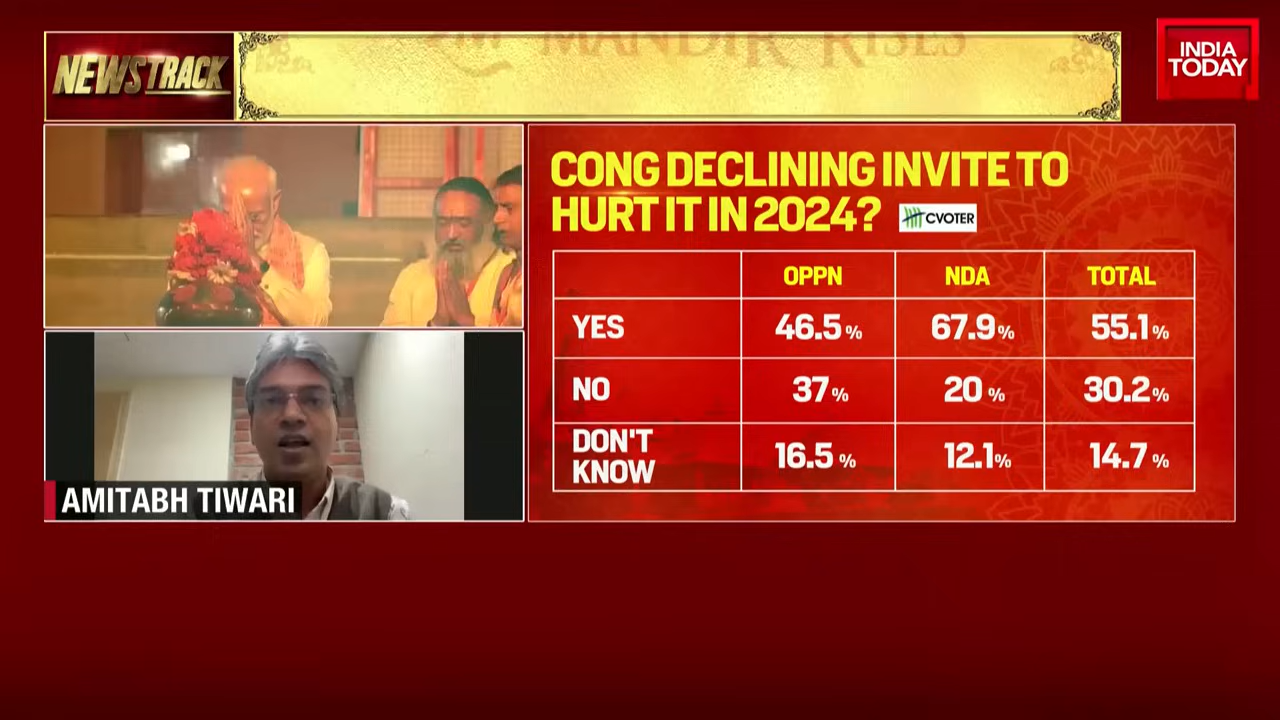 MANDIR RISES
NEWSTRACK
INDIA
TODAY
CONG DECLINING INVITE TO
HURT IT IN 2024?
CVOTER
OPPN NDA TOTAL
YES 46.5% 67.9% 55.1%
NO 37% 20% 30.2%
DON'T
KNOW 16.5% 12.1% 14.7%
AMITABH TIWARI